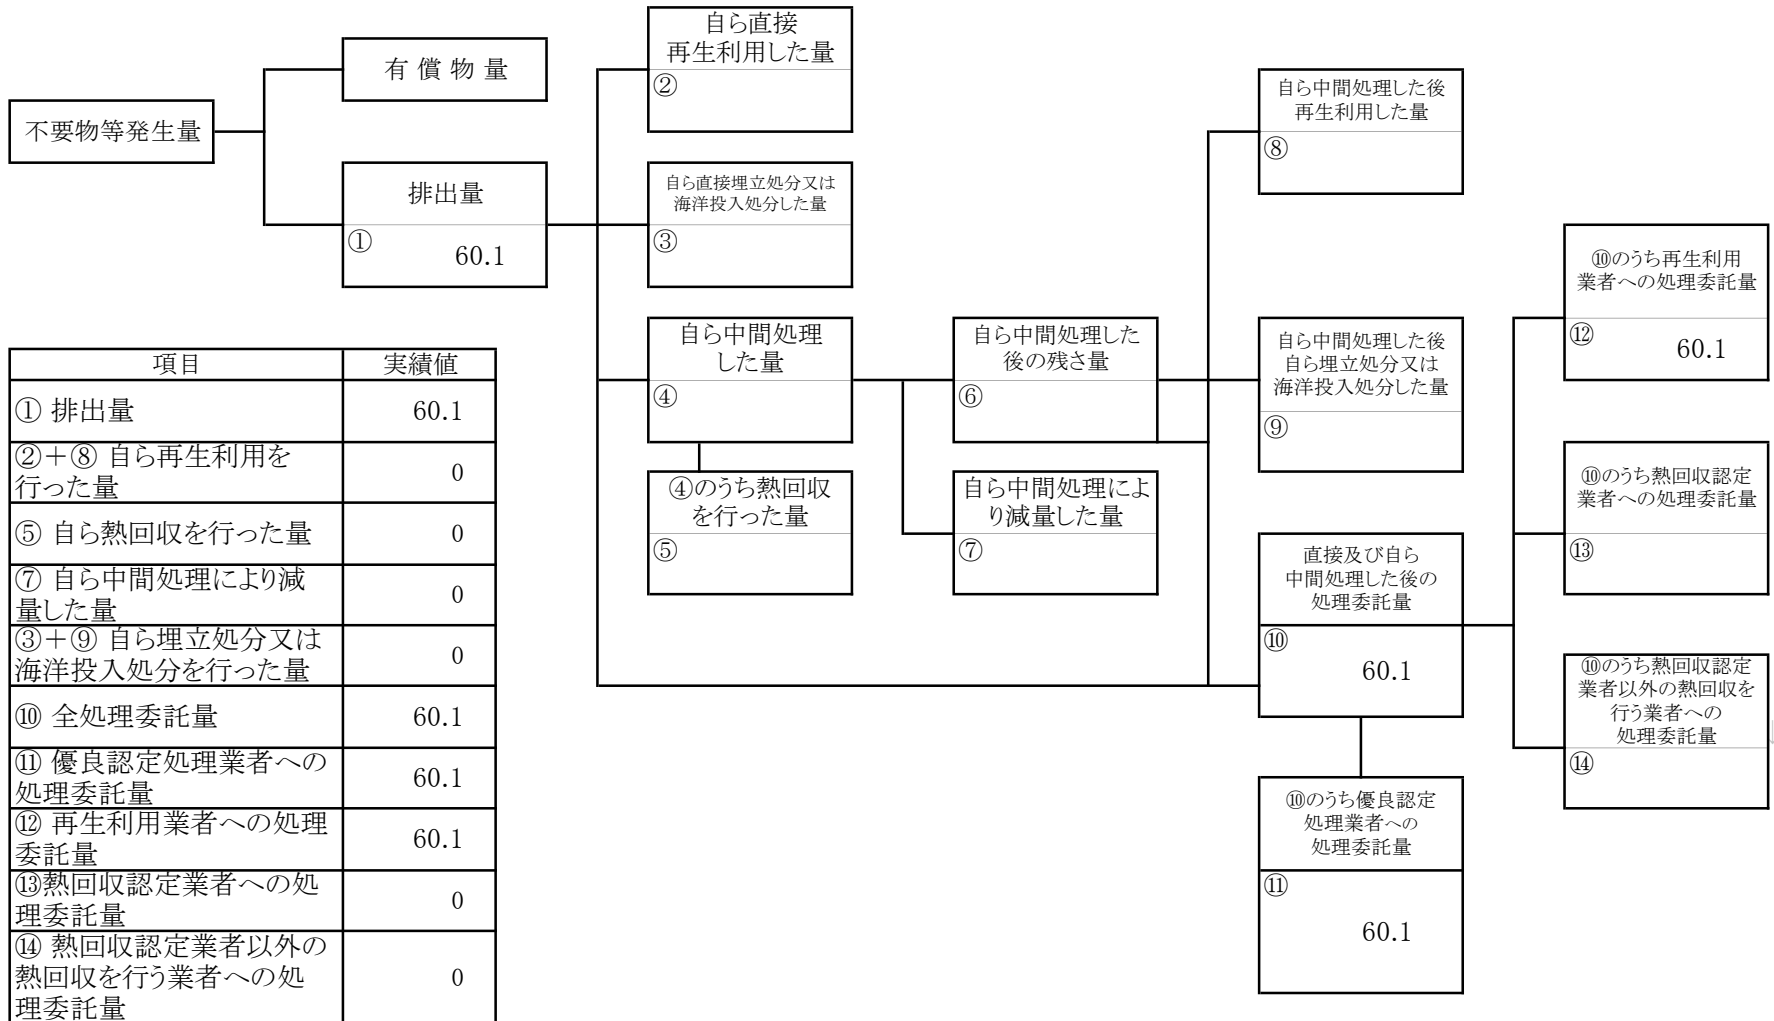 不要物等発生量
有 償 物 量
排出量
①
60.1
自ら直接
再生利用した量
②
自ら直接埋立処分又は
海洋投入処分した量
③
自ら中間処理
した量
④
④のうち熱回収
を行った量
⑤
自ら中間処理した
後の残さ量
⑥
自ら中間処理によ
り減量した量
⑦
自ら中間処理した後
再生利用した量
⑧
自ら中間処理した後
自ら埋立処分又は
海洋投入処分した量
⑨
直接及び自ら
中間処理した後の
処理委託量
⑩
60.1
⑩のうち優良認定
処理業者への
処理委託量
⑪
60.1
⑩のうち再生利用
業者への処理委託量
⑫
60.1
⑩のうち熱回収認定
業者への処理委託量
⑬
⑩のうち熱回収認定
業者以外の熱回収を
行う業者への
処理委託量
⑭
項目 実績値
① 排出量 60.1
②＋⑧ 自ら再生利用を
行った量 0
⑤ 自ら熱回収を行った量 0
⑦ 自ら中間処理により減
量した量 0
③＋⑨ 自ら埋立処分又は
海洋投入処分を行った量 0
⑩ 全処理委託量 60.1
⑪ 優良認定処理業者への
処理委託量 60.1
⑫ 再生利用業者への処理
委託量 60.1
⑬熱回収認定業者への処
理委託量 0
⑭ 熱回収認定業者以外の
熱回収を行う業者への処
理委託量 0